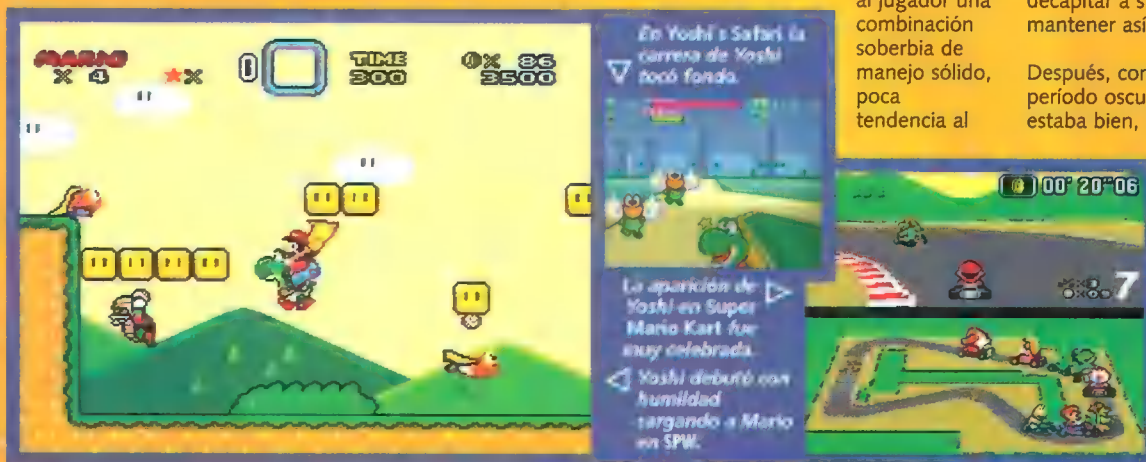 al jugador una
combinación
soberbia de
manejo sólido,
poca
tendencia al
decapitar a s
mantener así
Después, con
período oscu
estaba bien,
MARIO
x 4
x
0
TIME
300
x 86
3500
En Yoshi s Safari la
carrera de Yoshi
tocó fondo.
La aparición de
Yoshi en Super
Mario Kart fue
muy celebrada.
Yoshi debutó con
humildad
cargando a Mario
en SPW.
00' 20"06
7